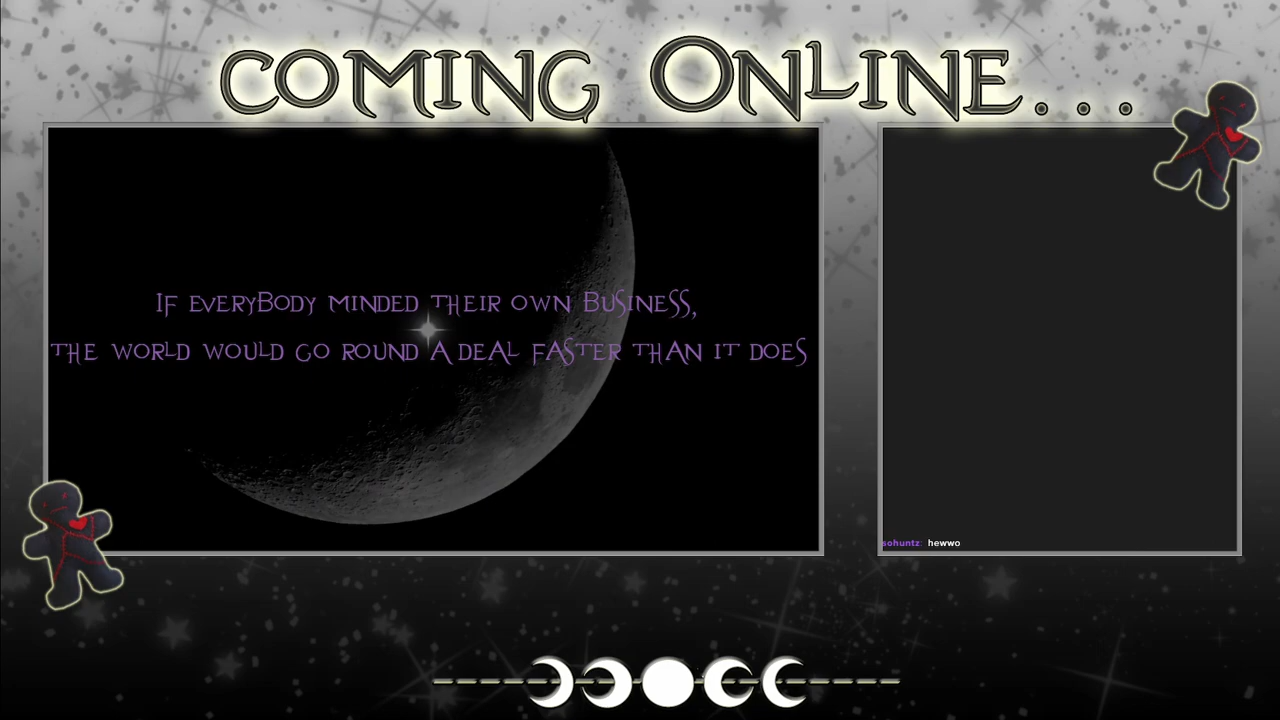 Coming Online...
If everybody minded their own business,
the world would go round a deal faster than it does
sohuntz: hewwo